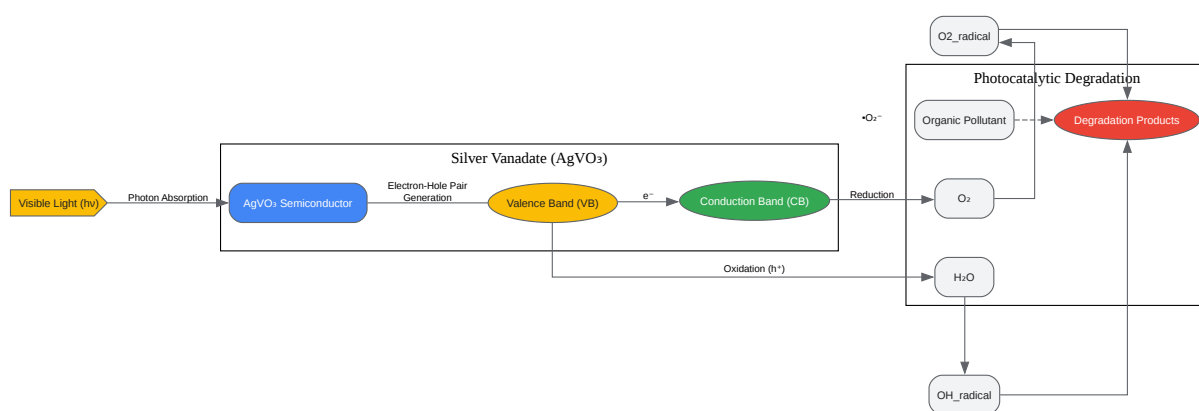 O2_radical
Photocatalytic Degradation
•O₂⁻
Organic Pollutant
Degradation Products
Silver Vanadate (AgVO₃)
Visible Light (hν)
Photon Absorption
AgVO₃ Semiconductor
Electron-Hole Pair
Generation
Valence Band (VB)
e⁻
Conduction Band (CB)
Reduction
O₂
Oxidation (h⁺)
H₂O
OH_radical